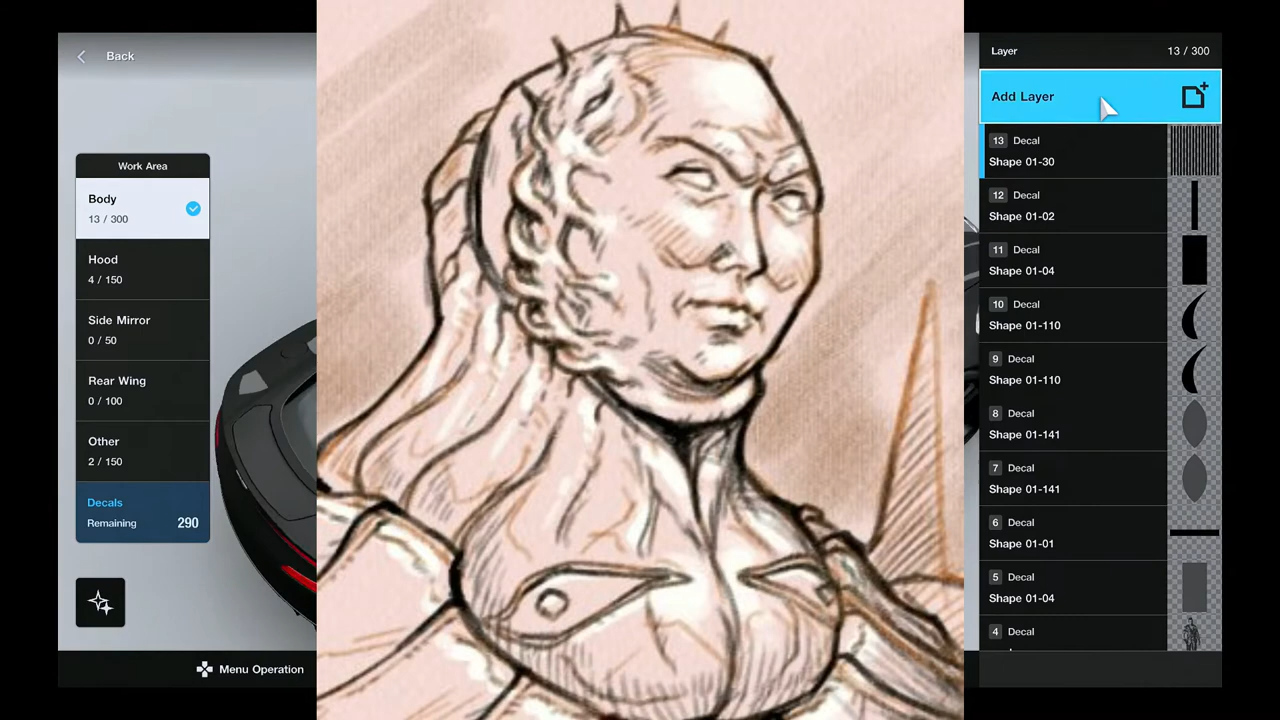 Back
Work Area
Body
13 / 300
Hood
4 / 150
Side Mirror
0 / 50
Rear Wing
0 / 100
Other
2 / 150
Decals
Remaining 290
Menu Operation
Layer 13 / 300
Add Layer
13 Decal
Shape 01-30
12 Decal
Shape 01-02
11 Decal
Shape 01-04
10 Decal
Shape 01-110
9 Decal
Shape 01-110
8 Decal
Shape 01-141
7 Decal
Shape 01-141
6 Decal
Shape 01-01
5 Decal
Shape 01-04
4 Decal